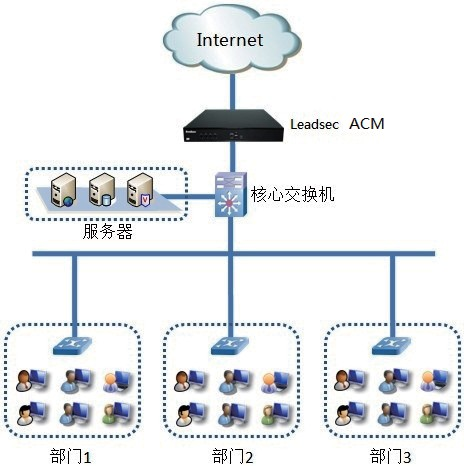 Internet
Leadsec ACM
核心交换机
服务器
部门1
部门2
部门3